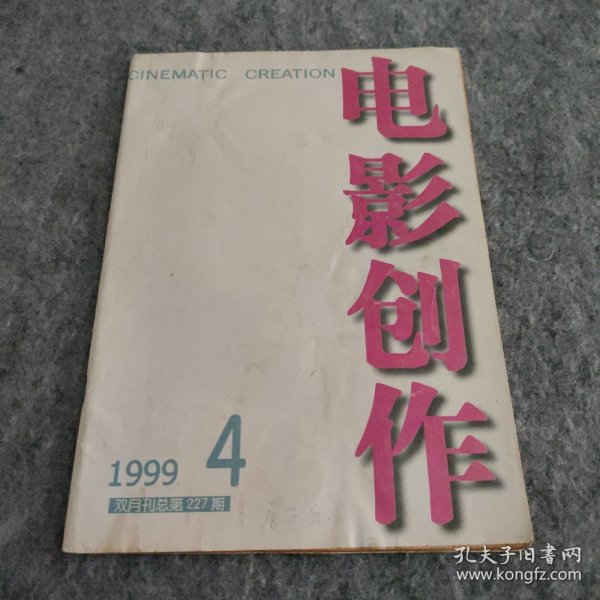 CINEMATIC CREATION
电影创作
1999 4
双月刊总第227期
孔夫子旧书网
www.kongfz.com